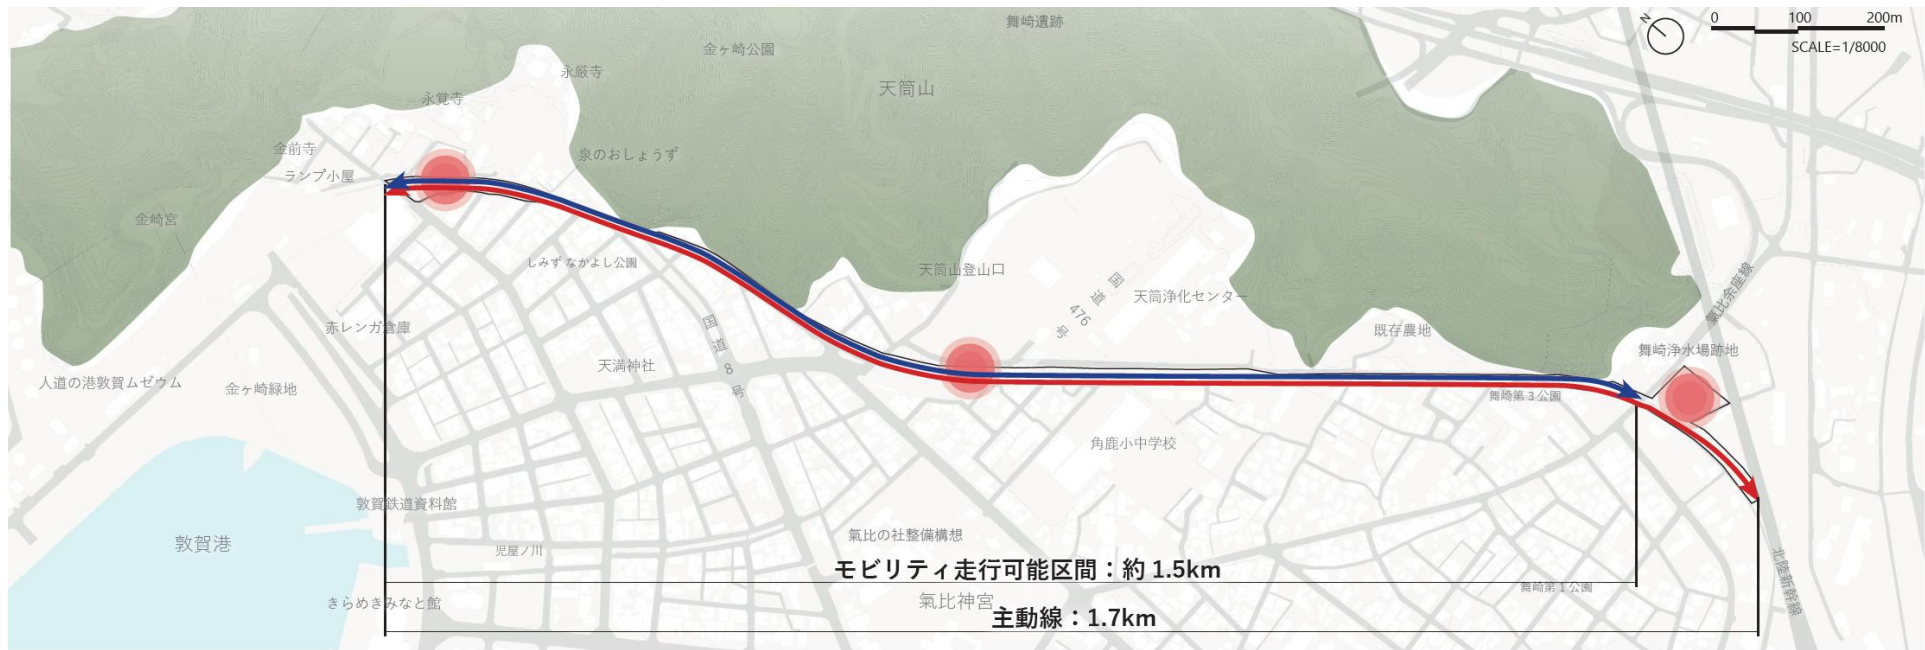 舞崎遺跡
N
0 100 200m
SCALE=1/8000
金ヶ崎公園
永厳寺
天筒山
永覚寺
金前寺
泉のおしょうず
ランプ小屋
金崎宮
しみずなかよし公園
天筒山登山口
国道476号
天筒浄化センター
氣比余座線
赤レンガ倉庫
国道8号
既存農地
舞崎浄水場跡地
天満神社
人道の港敦賀ムゼウム
金ヶ崎緑地
舞崎第3公園
角鹿小中学校
敦賀鉄道資料館
敦賀港
児屋ノ川
氣比の社整備構想
モビリティ走行可能区間：約1.5km
舞崎第1公園
北陸新幹線
きらめきみなと館
氣比神宮
主動線：1.7km